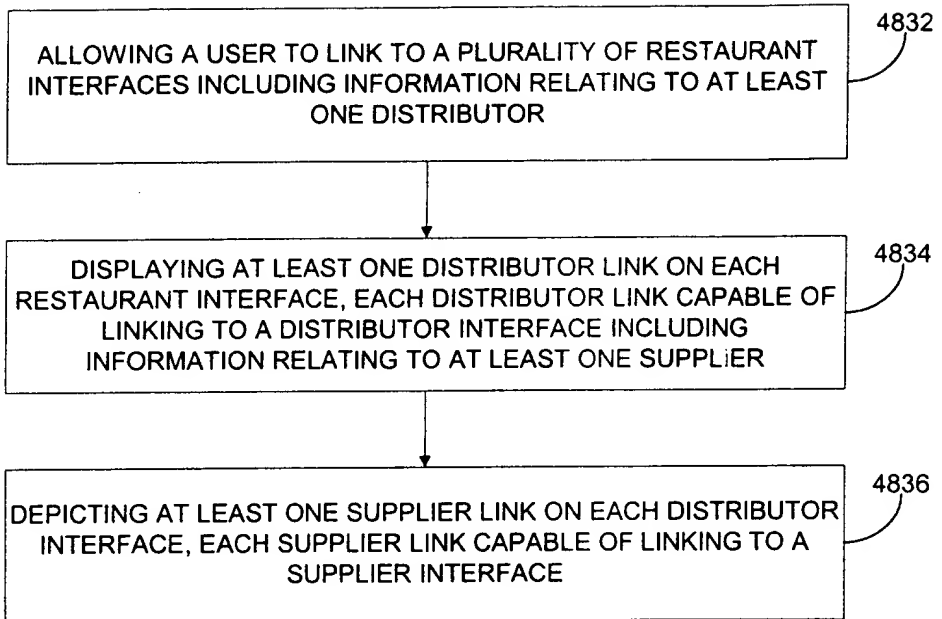 4832
ALLOWING A USER TO LINK TO A PLURALITY OF RESTAURANT
INTERFACES INCLUDING INFORMATION RELATING TO AT LEAST
ONE DISTRIBUTOR
4834
DISPLAYING AT LEAST ONE DISTRIBUTOR LINK ON EACH
RESTAURANT INTERFACE, EACH DISTRIBUTOR LINK CAPABLE OF
LINKING TO A DISTRIBUTOR INTERFACE INCLUDING
INFORMATION RELATING TO AT LEAST ONE SUPPLIER
4836
DEPICTING AT LEAST ONE SUPPLIER LINK ON EACH DISTRIBUTOR
INTERFACE, EACH SUPPLIER LINK CAPABLE OF LINKING TO A
SUPPLIER INTERFACE